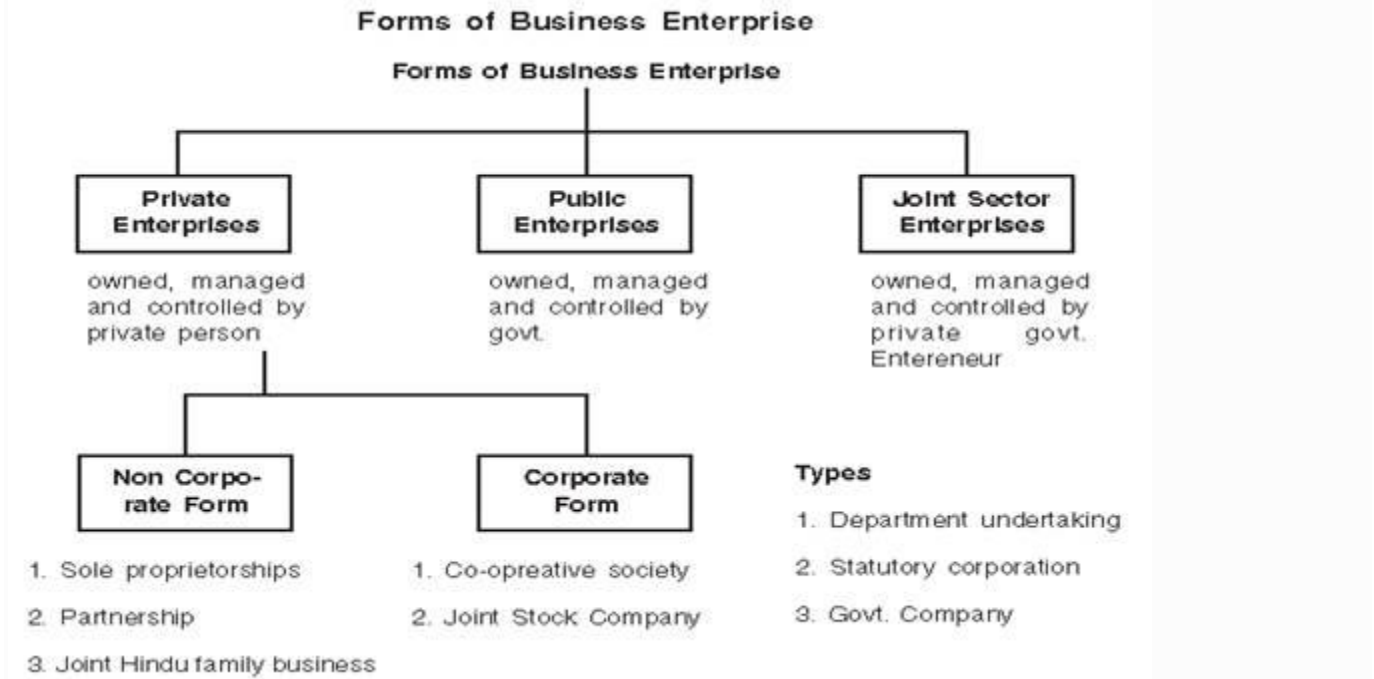 Forms of Business Enterprise
Forms of Business Enterprise
Private
Enterprises
owned, managed
and controlled by
private person
Public
Enterprises
owned, managed
and controlled by
govt.
Joint Sector
Enterprises
owned, managed
and controlled by
private govt.
Entereneur
Non Corpo-
rate Form
1. Sole proprietorships
2. Partnership
3. Joint Hindu family business
Corporate
Form
1. Co-opreative society
2. Joint Stock Company
Types
1. Department undertaking
2. Statutory corporation
3. Govt. Company